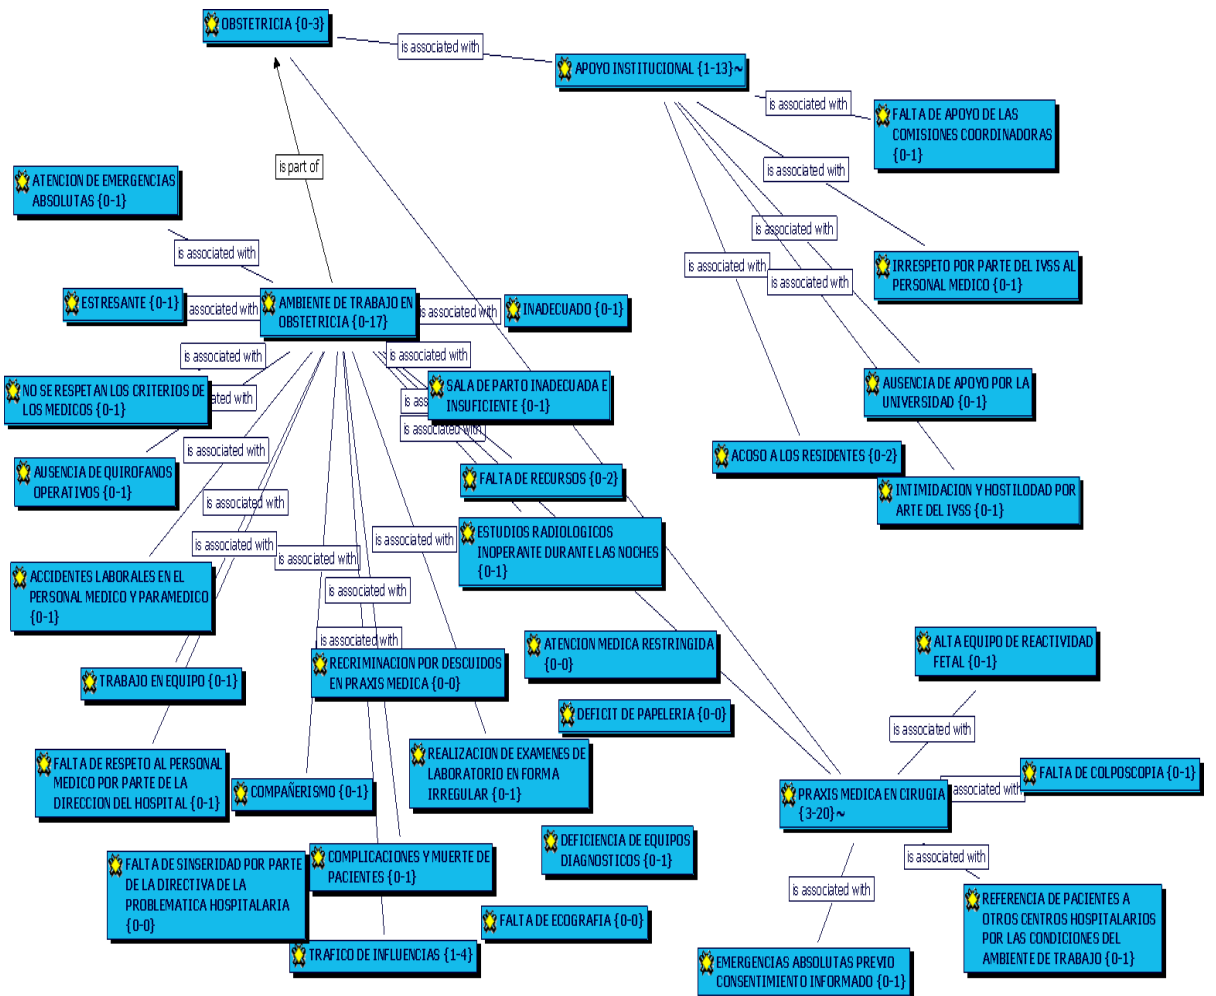 OBSTETRICIA {0-3}
is associated with
APOYO INSTITUCIONAL {1-13}~
is associated with
FALTA DE APOYO DE LAS
COMISIONES COORDINADORAS
{0-1}
is part of
is associated with
ATENCION DE EMERGENCIAS
ABSOLUTAS {0-1}
is associated with
is associated with
is associated with
is associated with
IRRESPETO POR PARTE DEL IVSS AL
PERSONAL MEDICO {0-1}
is associated with
ESTRESANTE {0-1}
associated with
AMBIENTE DE TRABAJO EN
OBSTETRICIA {0-17}
is associated with
INADECUADO {0-1}
is associated with
is associated with
NO SE RESPETAN LOS CRITERIOS DE
LOS MEDICOS {0-1}
ated with
is ass
SALA DE PARTO INADECUADA E
INSUFICIENTE {0-1}
is associated with
AUSENCIA DE APOYO POR LA
UNIVERSIDAD {0-1}
is associated with
ACOSO A LOS RESIDENTES {0-2}
AUSENCIA DE QUIROFANOS
OPERATIVOS {0-1}
FALTA DE RECURSOS {0-2}
INTIMIDACION Y HOSTILODAD POR
ARTE DEL IVSS {0-1}
is associated with
is associated with
is associated with
is associated with
ESTUDIOS RADIOLOGICOS
INOPERANTE DURANTE LAS NOCHES
{0-1}
ACCIDENTES LABORALES EN EL
PERSONAL MEDICO Y PARAMEDICO
{0-1}
is associated with
is associated with
RECRIMINACION POR DESCUIDOS
EN PRAXIS MEDICA {0-0}
ATENCION MEDICA RESTRINGIDA
{0-0}
ALTA EQUIPO DE REACTIVIDAD
FETAL {0-1}
TRABAJO EN EQUIPO {0-1}
DEFICIT DE PAPELERIA {0-0}
is associated with
FALTA DE RESPETO AL PERSONAL
MEDICO POR PARTE DE LA
DIRECCION DEL HOSPITAL {0-1}
COMPAÑERISMO {0-1}
REALIZACION DE EXAMENES DE
LABORATORIO EN FORMA
IRREGULAR {0-1}
PRAXIS MEDICA EN CIRUGIA
{3-20}~
associated with
FALTA DE COLPOSCOPIA {0-1}
DEFICIENCIA DE EQUIPOS
DIAGNOSTICOS {0-1}
is associated with
FALTA DE SINSERIDAD POR PARTE
DE LA DIRECTIVA DE LA
PROBLEMATICA HOSPITALARIA
{0-0}
COMPLICACIONES Y MUERTE DE
PACIENTES {0-1}
is associated with
REFERENCIA DE PACIENTES A
OTROS CENTROS HOSPITALARIOS
POR LAS CONDICIONES DEL
AMBIENTE DE TRABAJO {0-1}
FALTA DE ECOGRAFIA {0-0}
TRAFICO DE INFLUENCIAS {1-4}
EMERGENCIAS ABSOLUTAS PREVIO
CONSENTIMIENTO INFORMADO {0-1}